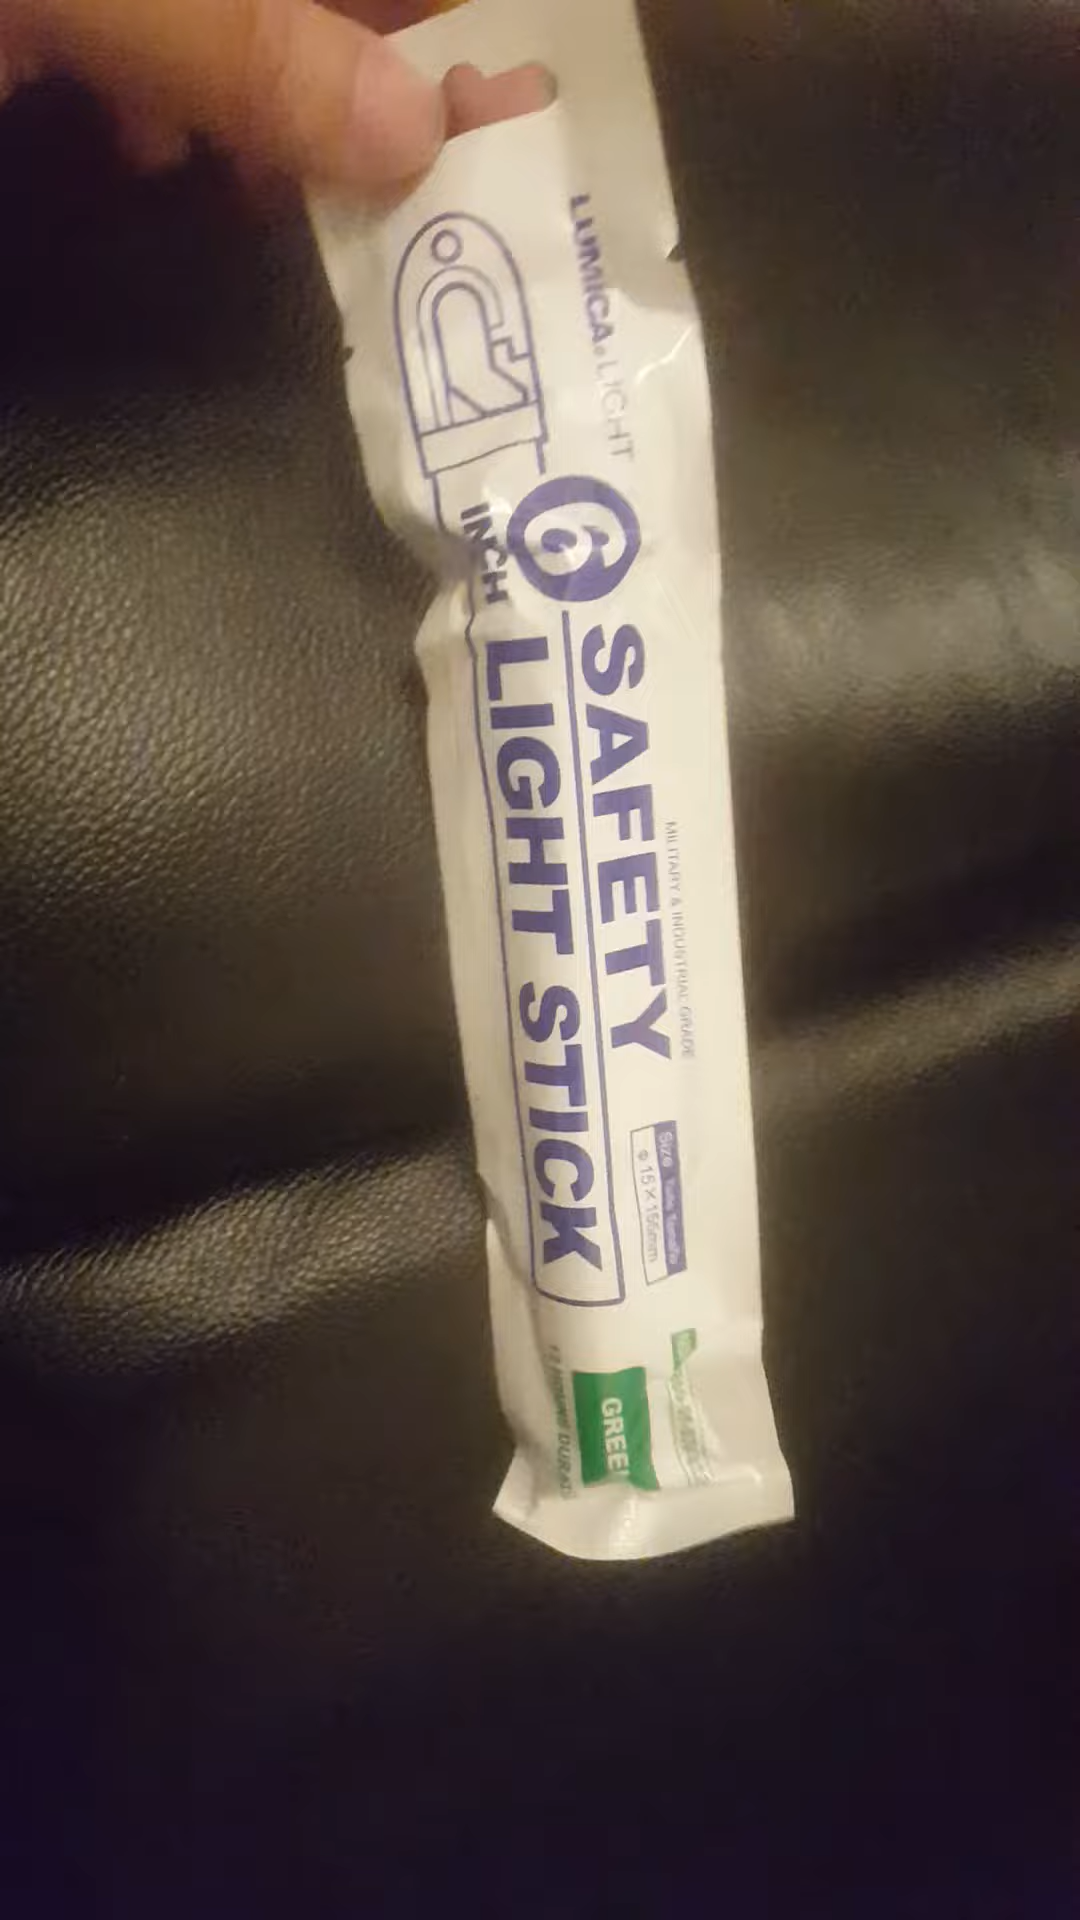 LUMICA® LIGHT
MILITARY & INDUSTRIAL GRADE
6 SAFETY
INCH LIGHT STICK
Size
Φ15 X 156mm
GREE